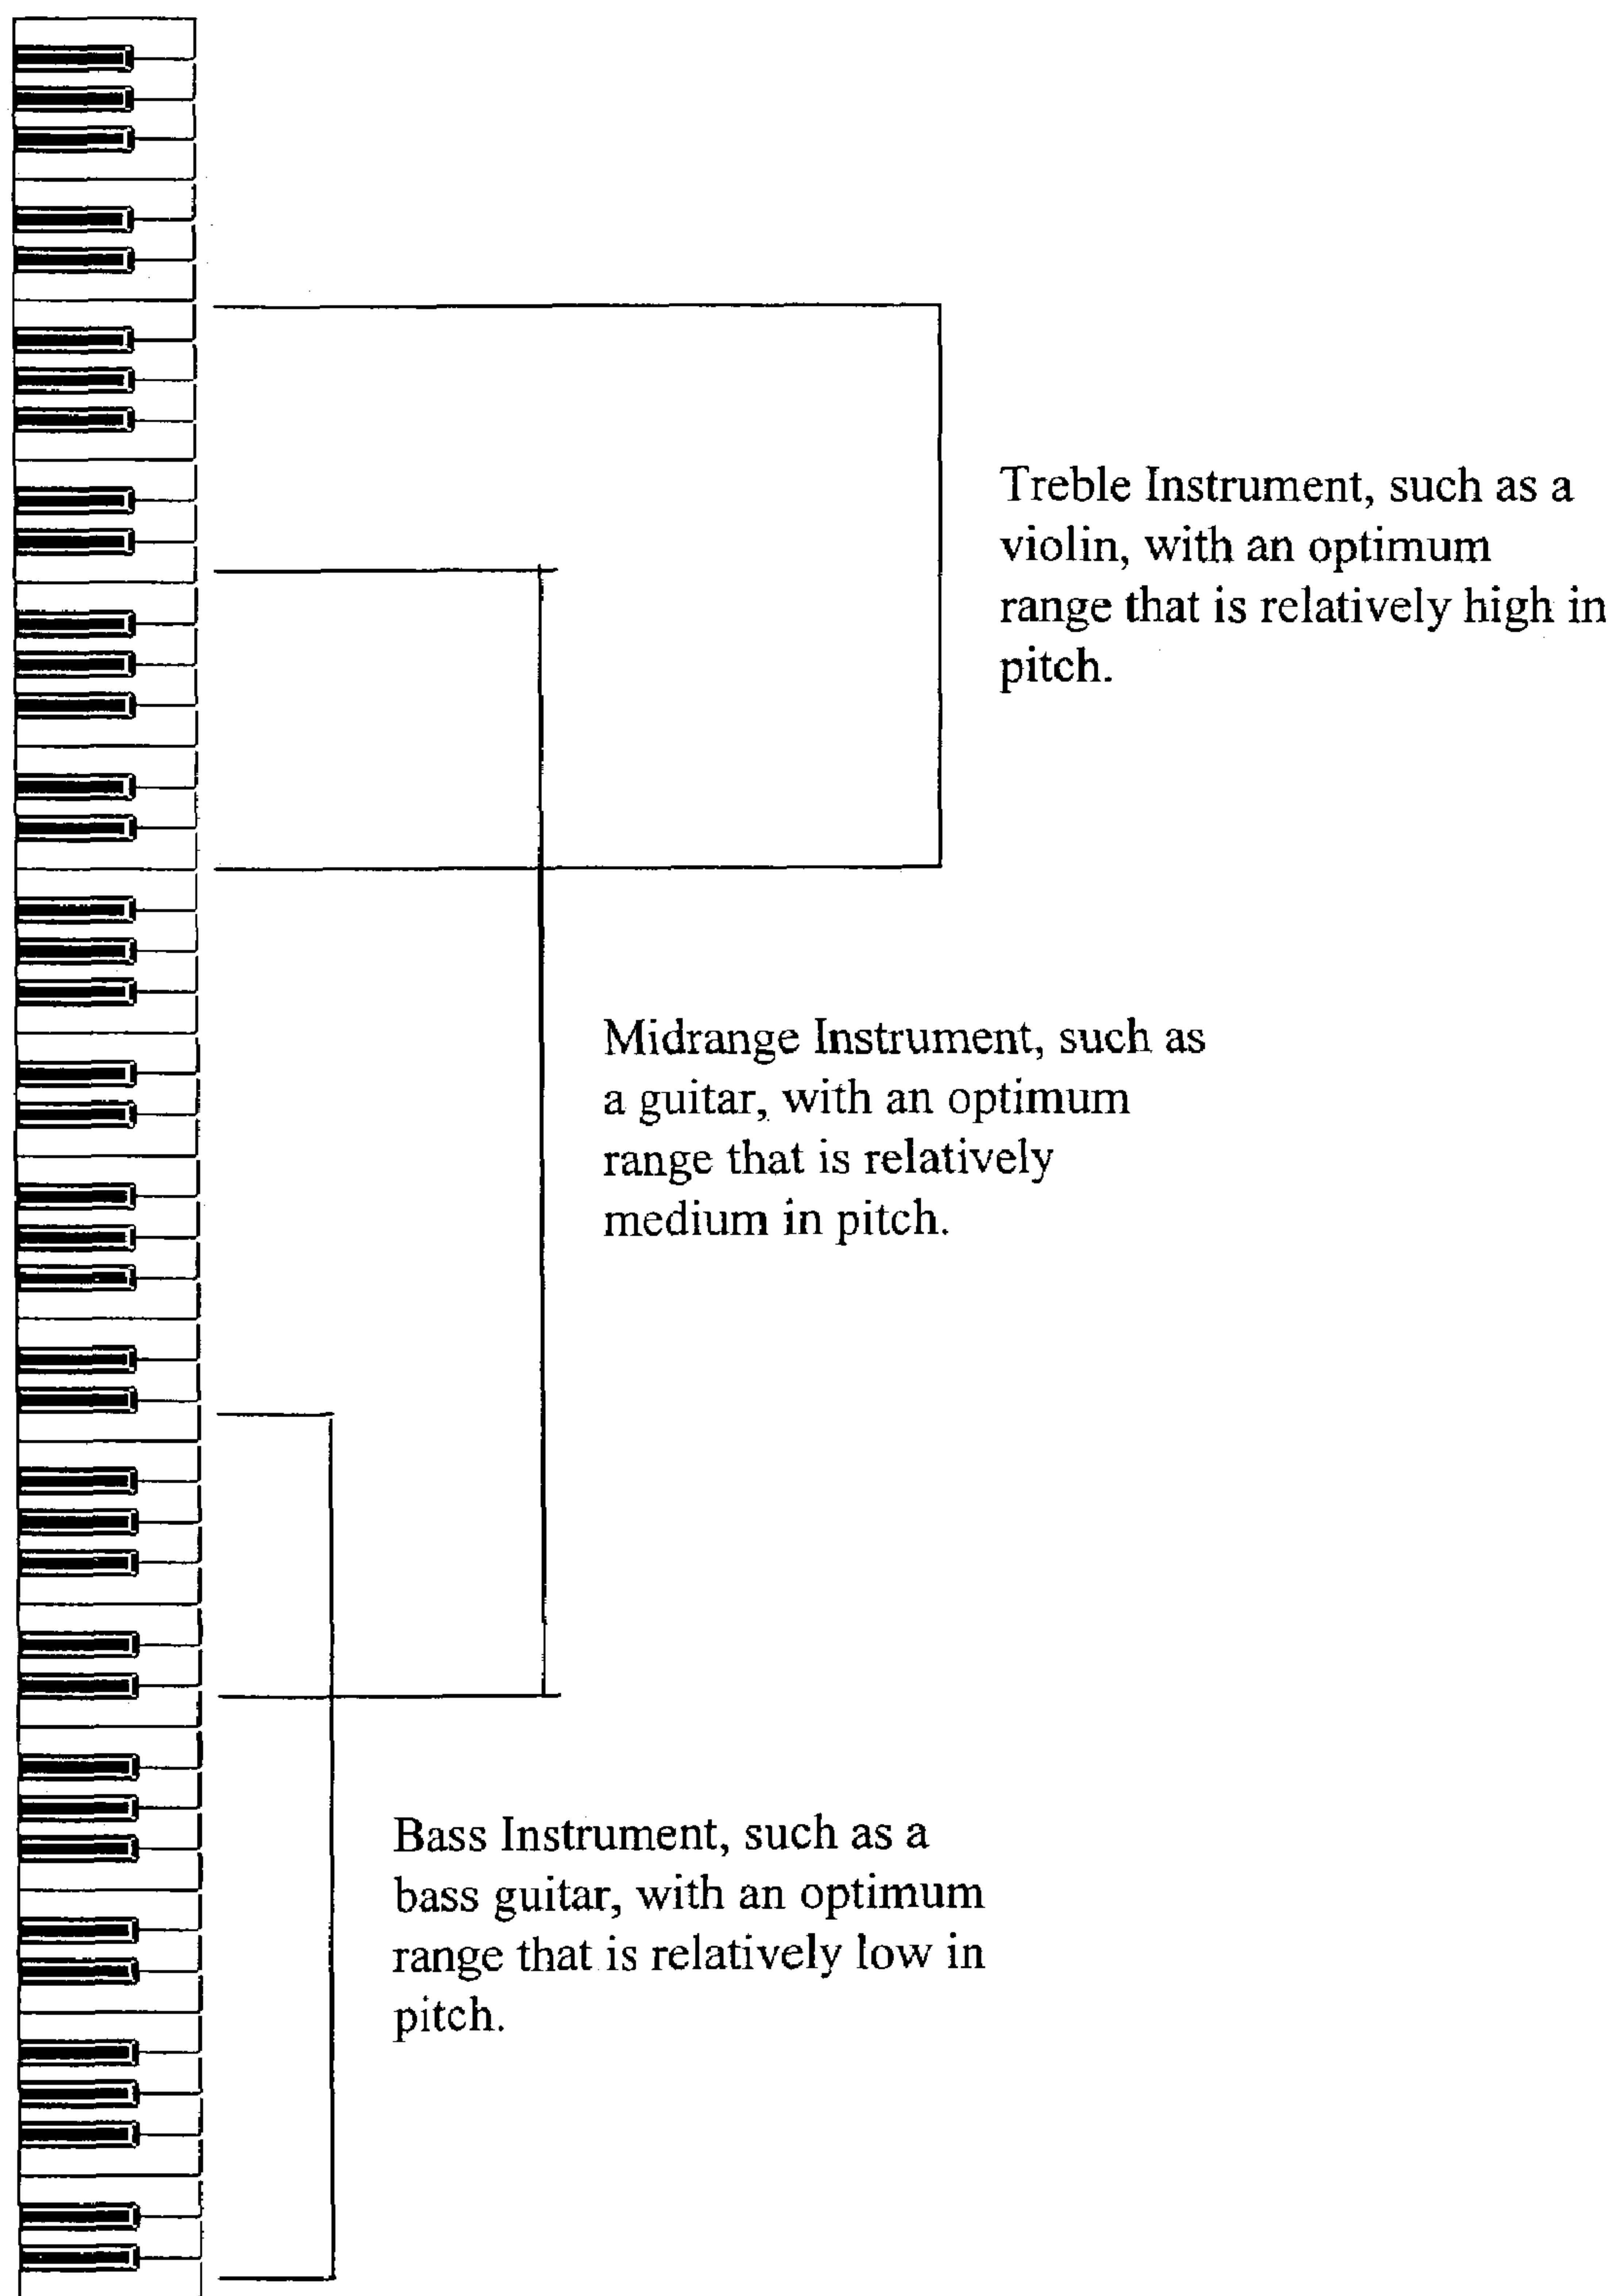 Treble Instrument, such as a
violin, with an optimum
range that is relatively high in
pitch.
Midrange Instrument, such as
a guitar, with an optimum
range that is relatively
medium in pitch.
Bass Instrument, such as a
bass guitar, with an optimum
range that is relatively low in
pitch.